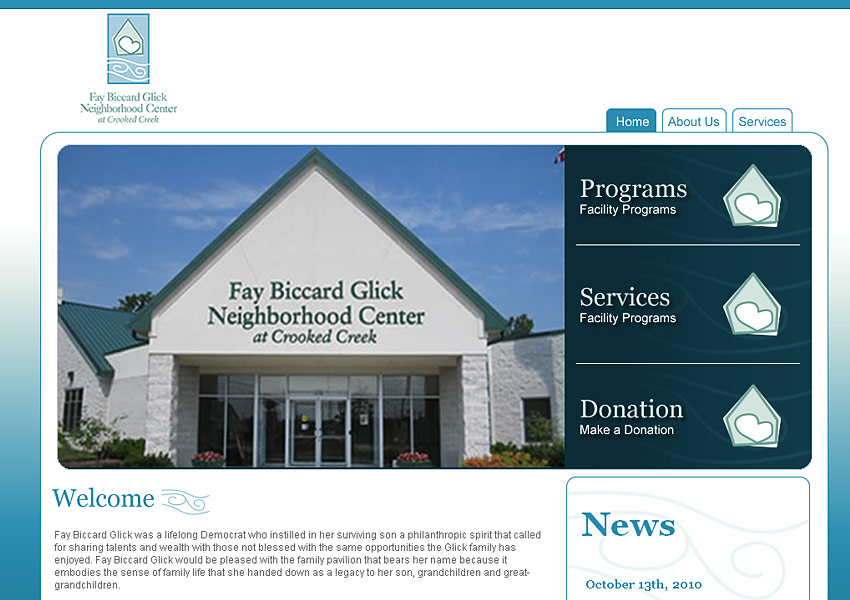 Fay Biccard Glick
Neighborhood Center
at Crooked Creek
Home
About Us
Services
Fay Biccard Glick
Neighborhood Center
at Crooked Creek
Programs
Facility Programs
Services
Facility Programs
Donation
Make a Donation
Welcome
Fay Biccard Glick was a lifelong Democrat who instilled in her surviving son a philanthropic spirit that called
for sharing talents and wealth with those not blessed with the same opportunities the Glick family has
enjoyed. Fay Biccard Glick would be pleased with the family pavilion that bears her name because it
embodies the sense of family life that she handed down as a legacy to her son, grandchildren and great-
grandchildren.
News
October 13th, 2010